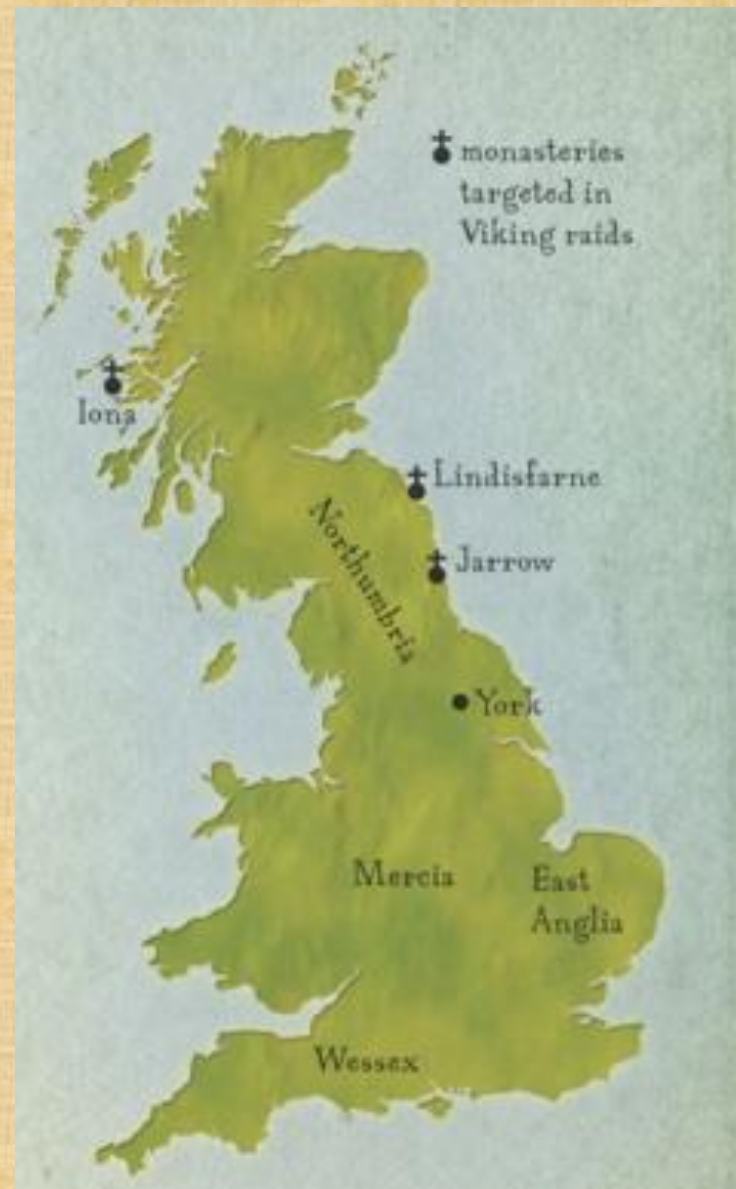 monasteries
targeted in
Viking raids
Iona
Lindisfarne
Jarrow
Northumbria
York
Mercia
East
Anglia
Wessex